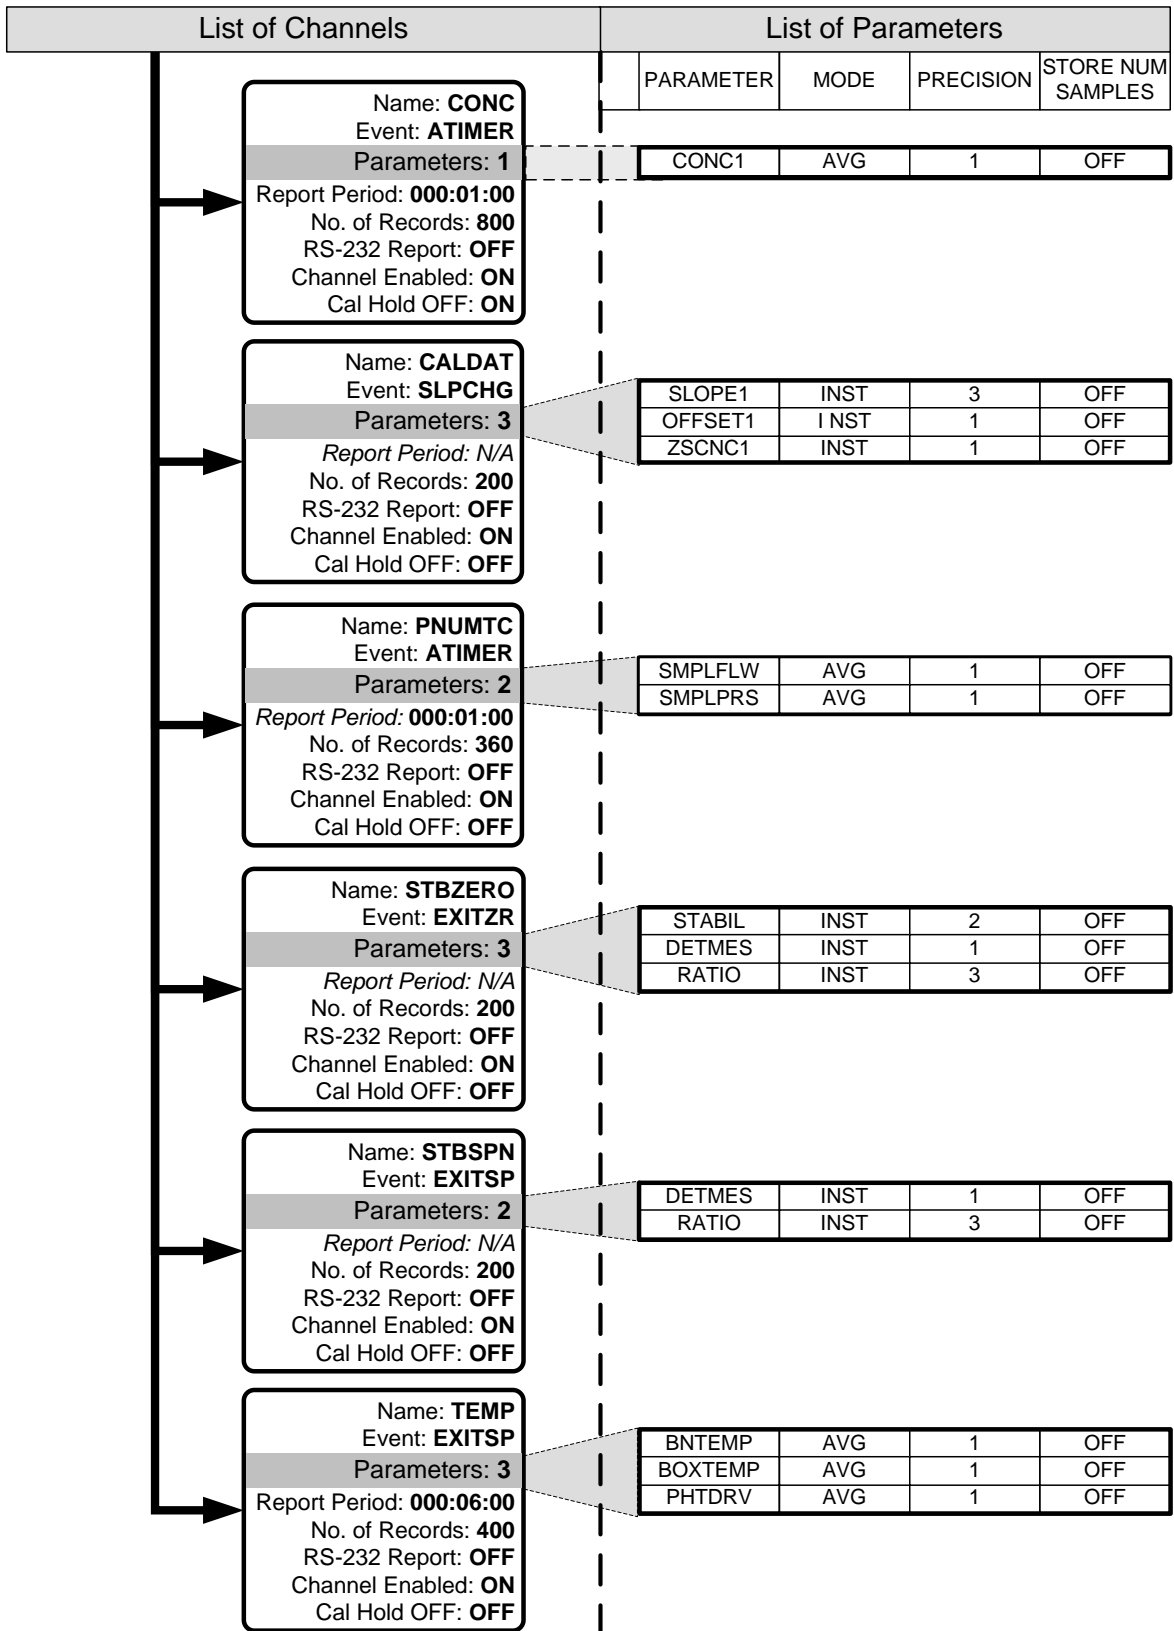 List of Channels
List of Parameters
PARAMETER MODE PRECISION STORE NUM SAMPLES
Name: CONC
Event: ATIMER
Parameters: 1
Report Period: 000:01:00
No. of Records: 800
RS-232 Report: OFF
Channel Enabled: ON
Cal Hold OFF: ON
CONC1 AVG 1 OFF
Name: CALDAT
Event: SLPCHG
Parameters: 3
Report Period: N/A
No. of Records: 200
RS-232 Report: OFF
Channel Enabled: ON
Cal Hold OFF: OFF
SLOPE1 INST 3 OFF
OFFSET1 I NST 1 OFF
ZSCNC1 INST 1 OFF
Name: PNUMTC
Event: ATIMER
Parameters: 2
Report Period: 000:01:00
No. of Records: 360
RS-232 Report: OFF
Channel Enabled: ON
Cal Hold OFF: OFF
SMPLFLW AVG 1 OFF
SMPLPRS AVG 1 OFF
Name: STBZERO
Event: EXITZR
Parameters: 3
Report Period: N/A
No. of Records: 200
RS-232 Report: OFF
Channel Enabled: ON
Cal Hold OFF: OFF
STABIL INST 2 OFF
DETMES INST 1 OFF
RATIO INST 3 OFF
Name: STBSPN
Event: EXITSP
Parameters: 2
Report Period: N/A
No. of Records: 200
RS-232 Report: OFF
Channel Enabled: ON
Cal Hold OFF: OFF
DETMES INST 1 OFF
RATIO INST 3 OFF
Name: TEMP
Event: EXITSP
Parameters: 3
Report Period: 000:06:00
No. of Records: 400
RS-232 Report: OFF
Channel Enabled: ON
Cal Hold OFF: OFF
BNTEMP AVG 1 OFF
BOXTEMP AVG 1 OFF
PHTDRV AVG 1 OFF